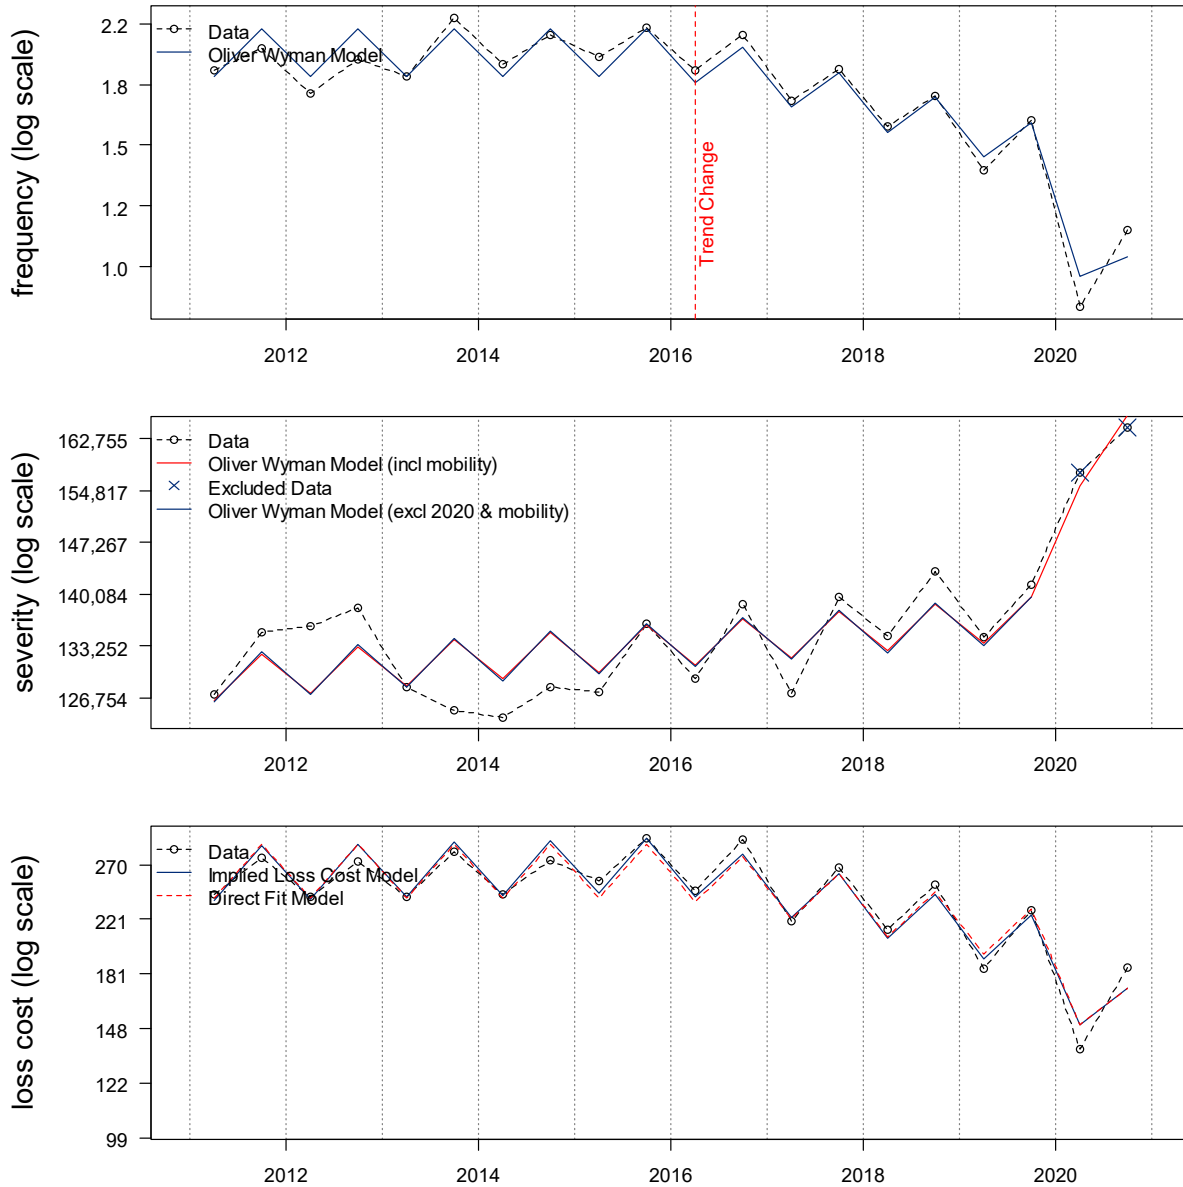 frequency (log scale)
2.2
1.8
1.5
1.2
1.0
Data
Oliver Wyman Model
Trend Change
2012
2014
2016
2018
2020
severity (log scale)
162,755
154,817
147,267
140,084
133,252
126,754
Data
Oliver Wyman Model (incl mobility)
Excluded Data
Oliver Wyman Model (excl 2020 & mobility)
2012
2014
2016
2018
2020
loss cost (log scale)
270
221
181
148
122
99
Data
Implied Loss Cost Model
Direct Fit Model
2012
2014
2016
2018
2020